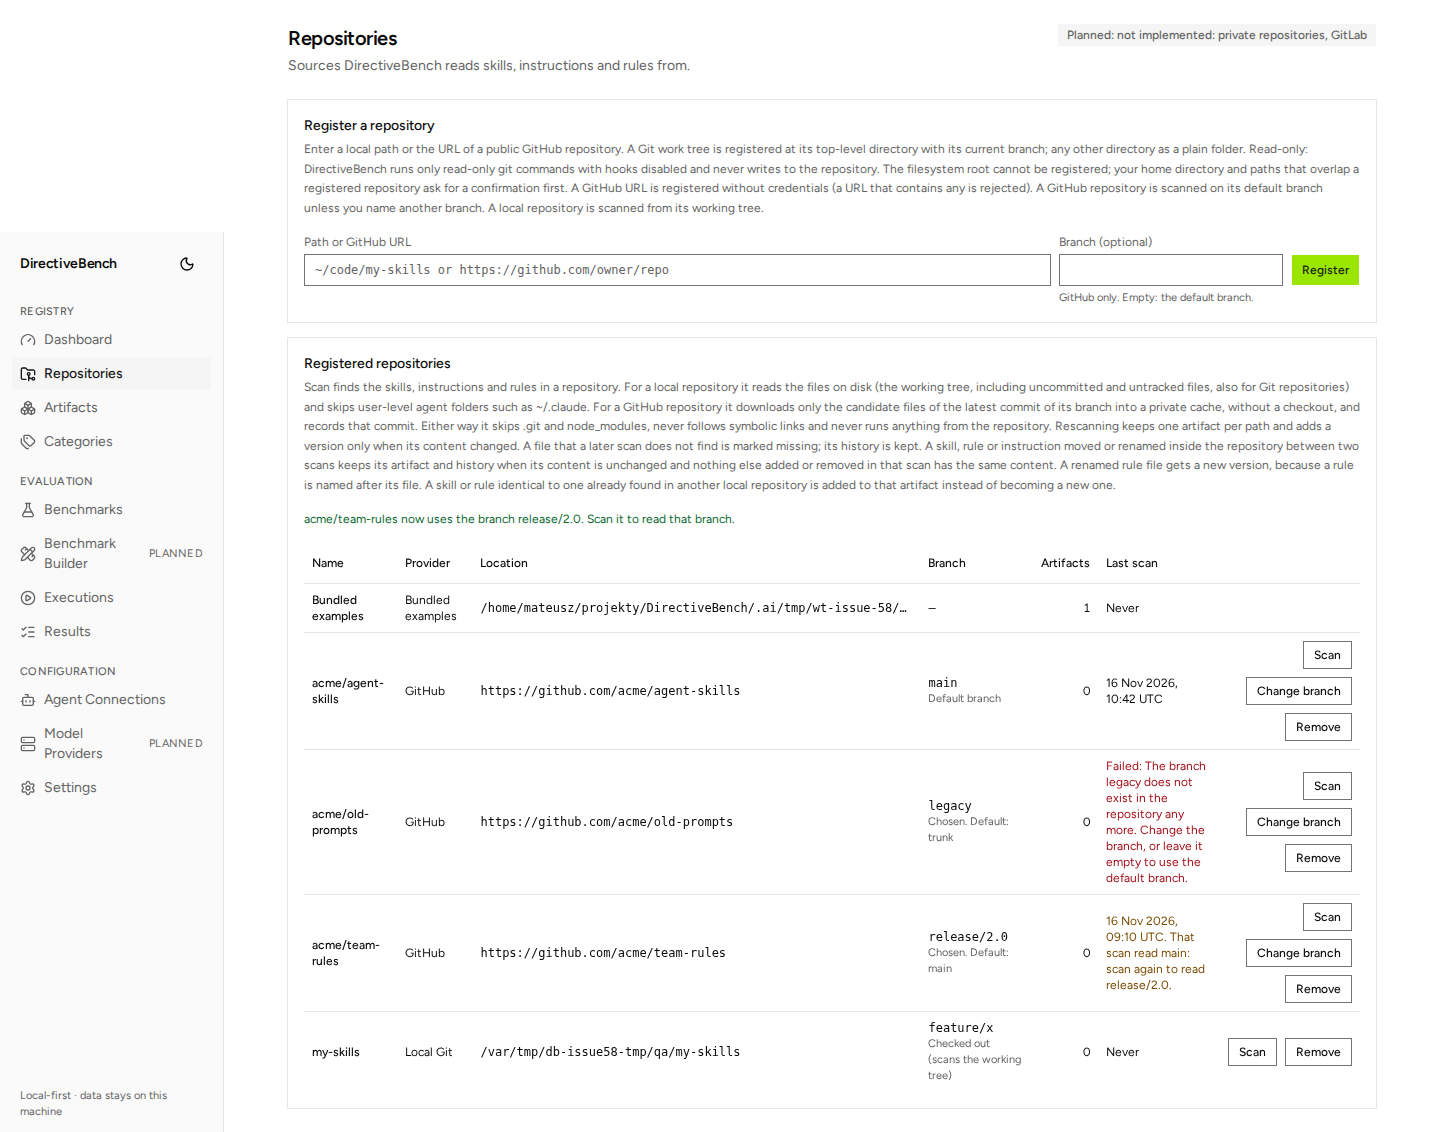 Repositories
Planned: not implemented: private repositories, GitLab
Sources DirectiveBench reads skills, instructions and rules from.
Register a repository
Enter a local path or the URL of a public GitHub repository. A Git work tree is registered at its top-level directory with its current branch; any other directory as a plain folder. Read-only:
DirectiveBench runs only read-only git commands with hooks disabled and never writes to the repository. The filesystem root cannot be registered; your home directory and paths that overlap a
registered repository ask for a confirmation first. A GitHub URL is registered without credentials (a URL that contains any is rejected). A GitHub repository is scanned on its default branch
unless you name another branch. A local repository is scanned from its working tree.
Path or GitHub URL
Branch (optional)
~/code/my-skills or https://github.com/owner/repo
Register
GitHub only. Empty: the default branch.
DirectiveBench
REGISTRY
Dashboard
Repositories
Artifacts
Categories
EVALUATION
Benchmarks
Benchmark
Builder
PLANNED
Executions
Results
CONFIGURATION
Agent Connections
Model
Providers
PLANNED
Settings
Local-first · data stays on this
machine
Registered repositories
Scan finds the skills, instructions and rules in a repository. For a local repository it reads the files on disk (the working tree, including uncommitted and untracked files, also for Git repositories)
and skips user-level agent folders such as ~/.claude. For a GitHub repository it downloads only the candidate files of the latest commit of its branch into a private cache, without a checkout, and
records that commit. Either way it skips .git and node_modules, never follows symbolic links and never runs anything from the repository. Rescanning keeps one artifact per path and adds a
version only when its content changed. A file that a later scan does not find is marked missing; its history is kept. A skill, rule or instruction moved or renamed inside the repository between two
scans keeps its artifact and history when its content is unchanged and nothing else added or removed in that scan has the same content. A renamed rule file gets a new version, because a rule
is named after its file. A skill or rule identical to one already found in another local repository is added to that artifact instead of becoming a new one.
acme/team-rules now uses the branch release/2.0. Scan it to read that branch.
Name Provider Location Branch Artifacts Last scan
Bundled
examples
Bundled
examples
/home/mateusz/projekty/DirectiveBench/.ai/tmp/wt-issue-58/…
—
1
Never
acme/agent-
skills
GitHub
https://github.com/acme/agent-skills
main
Default branch
0
16 Nov 2026,
10:42 UTC
Scan
Change branch
Remove
acme/old-
prompts
GitHub
https://github.com/acme/old-prompts
legacy
Chosen. Default:
trunk
0
Failed: The branch
legacy does not
exist in the
repository any
more. Change the
branch, or leave it
empty to use the
default branch.
Scan
Change branch
Remove
acme/team-
rules
GitHub
https://github.com/acme/team-rules
release/2.0
Chosen. Default:
main
0
16 Nov 2026,
09:10 UTC. That
scan read main:
scan again to read
release/2.0.
Scan
Change branch
Remove
my-skills
Local Git
/var/tmp/db-issue58-tmp/qa/my-skills
feature/x
Checked out
(scans the working
tree)
0
Never
Scan
Remove